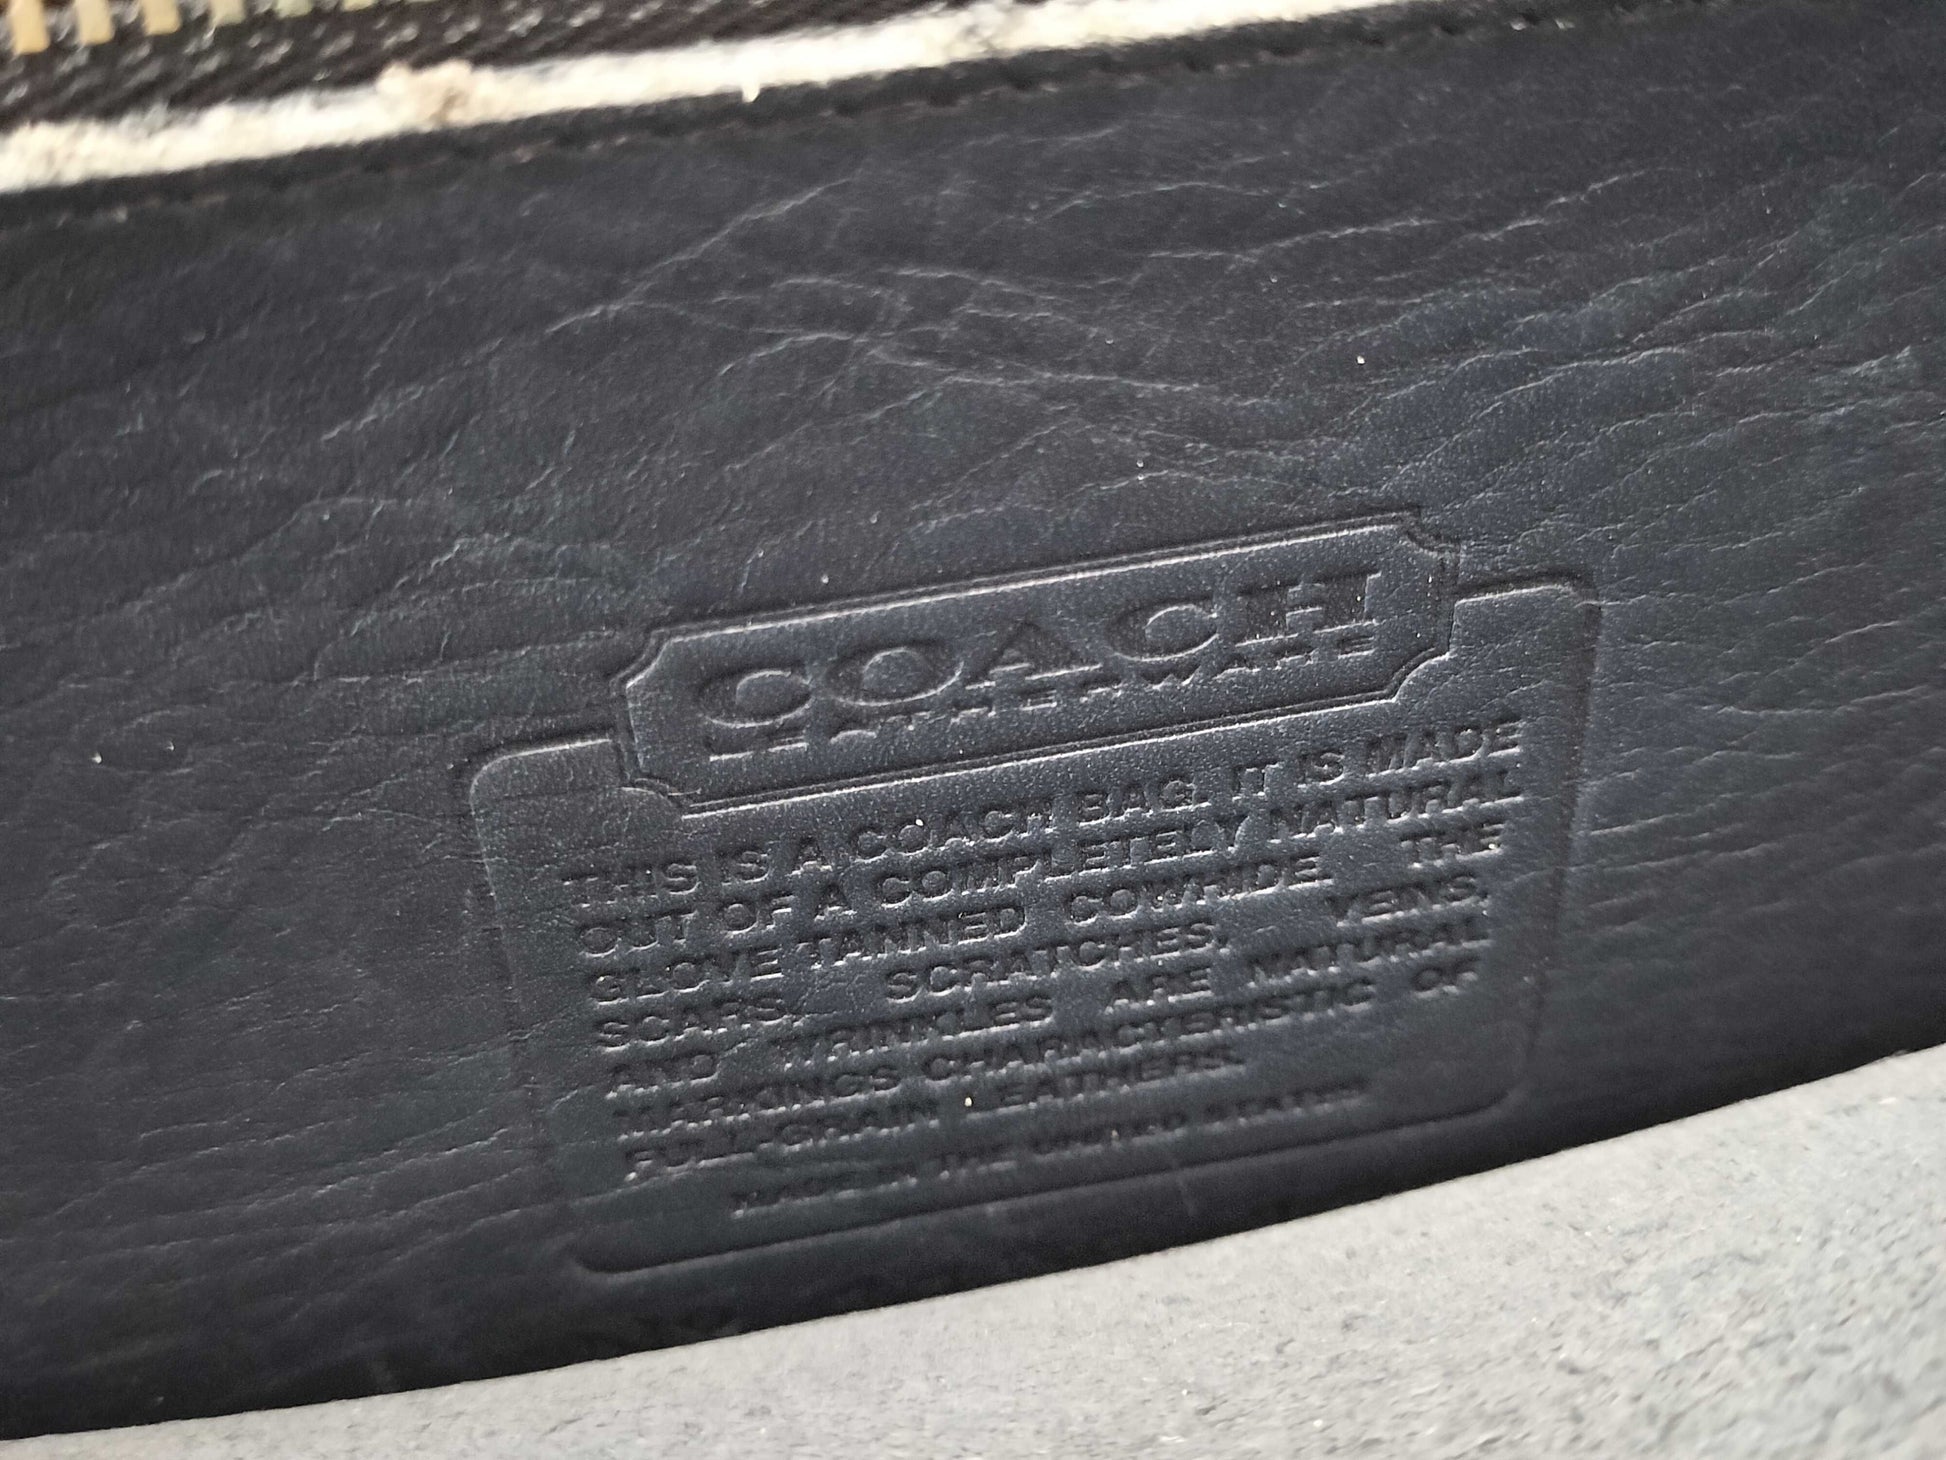 COACH
LEATHERWARE
THIS IS A COACH BAG. IT IS MADE
OUT OF A COMPLETELY NATURAL
GLOVE TANNED COWHIDE. THE
SCARS, SCRATCHES, VEINS,
AND WRINKLES ARE NATURAL
MARKINGS CHARACTERISTIC OF
FULL-GRAIN LEATHERS.
MADE IN THE UNITED STATES